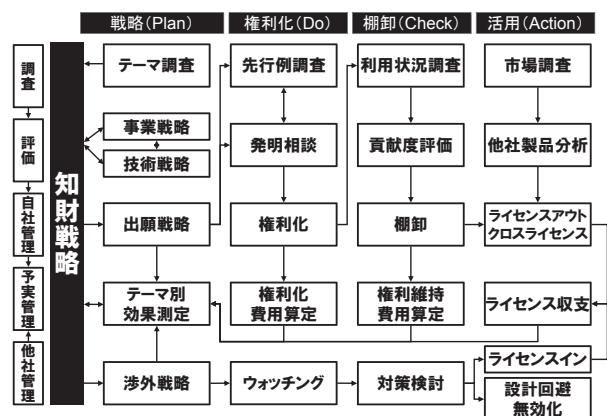 戦略(Plan)
権利化(Do)
棚卸(Check)
活用(Action)
調査
評価
自社管理
予実管理
他社管理
知財戦略
テーマ調査
先行例調査
利用状況調査
市場調査
事業戦略
技術戦略
発明相談
貢献度評価
他社製品分析
出願戦略
権利化
棚卸
ライセンスアウト
クロスライセンス
テーマ別
効果測定
権利化
費用算定
権利維持
費用算定
ライセンス収支
渉外戦略
ウォッチング
対策検討
ライセンスイン
設計回避
無効化